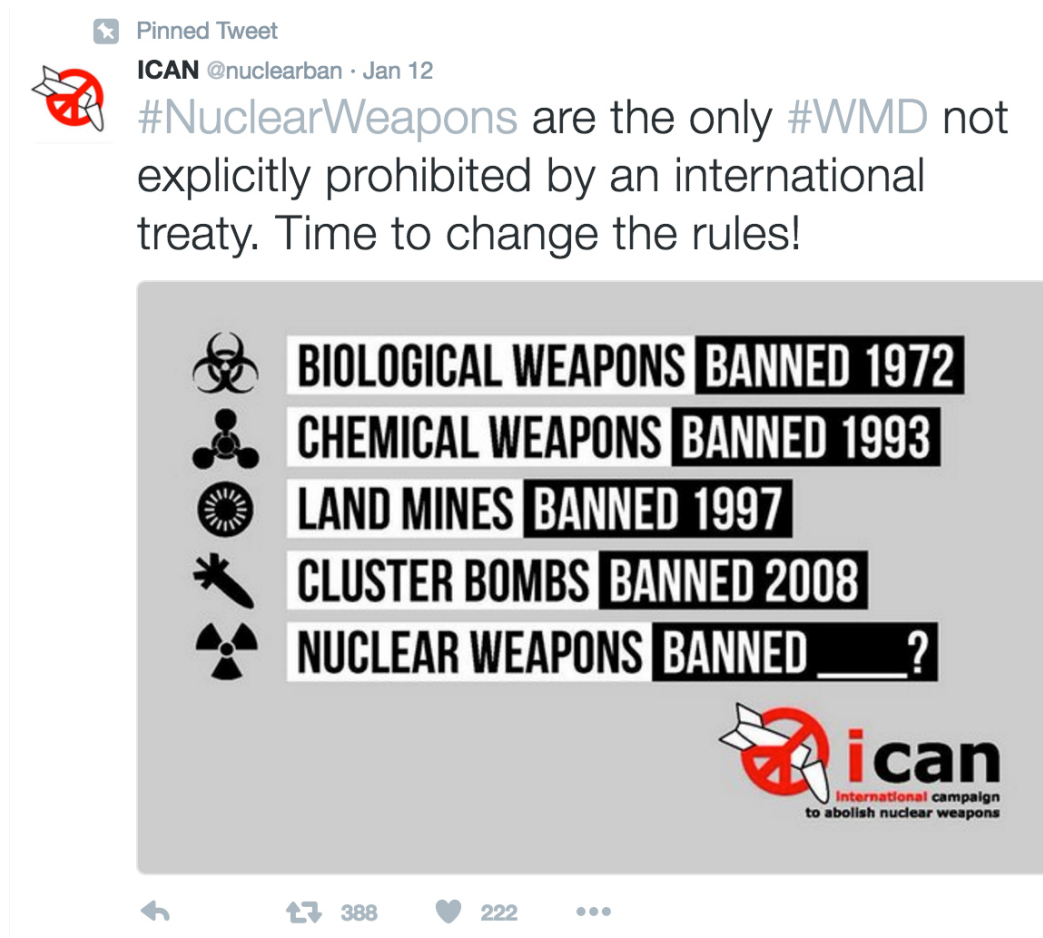 Pinned Tweet
ICAN @nuclearban · Jan 12
#NuclearWeapons are the only #WMD not
explicitly prohibited by an international
treaty. Time to change the rules!
BIOLOGICAL WEAPONS BANNED 1972
CHEMICAL WEAPONS BANNED 1993
LAND MINES BANNED 1997
CLUSTER BOMBS BANNED 2008
NUCLEAR WEAPONS BANNED ____?
ican
International campaign
to abolish nuclear weapons
388 222